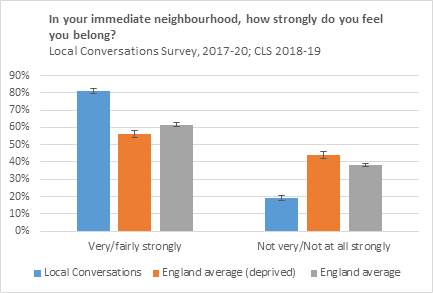 In your immediate neighbourhood, how strongly do you feel
you belong?
Local Conversations Survey, 2017-20; CLS 2018-19
90%
80%
70%
60%
50%
40%
30%
20%
10%
0%
Very/fairly strongly Not very/Not at all strongly
Local Conversations England average (deprived) England average